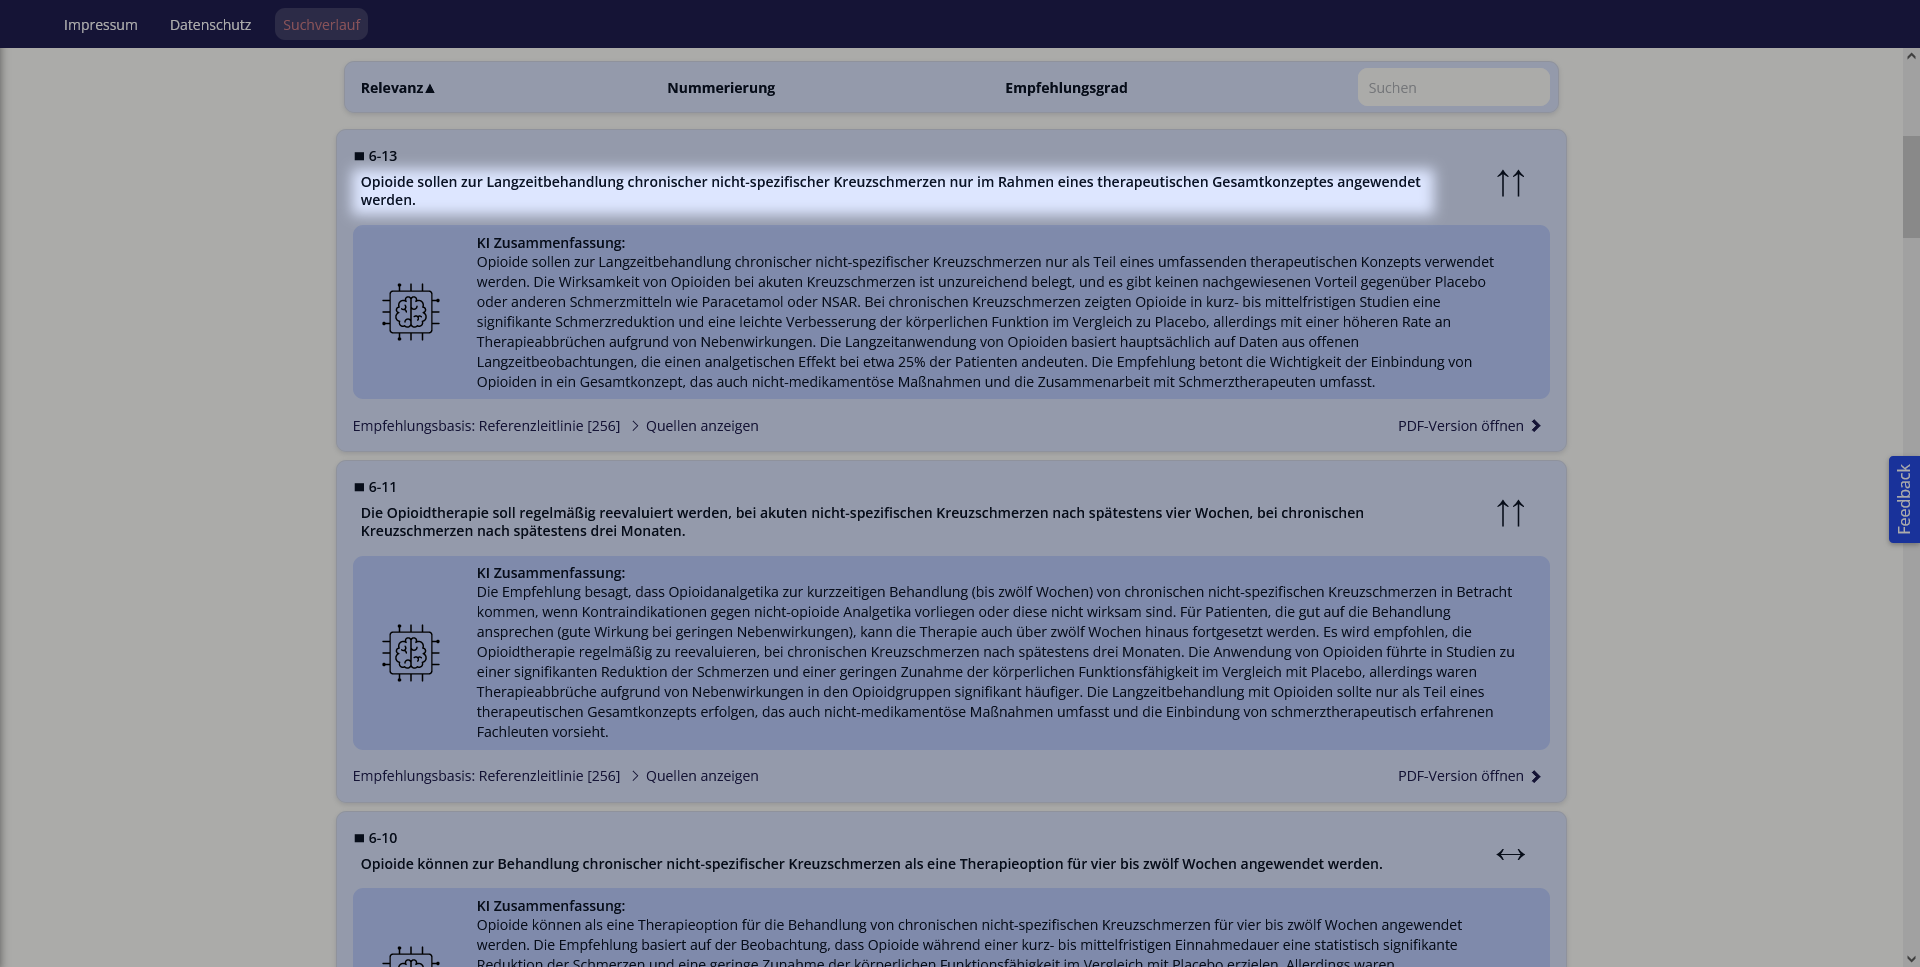 Impressum Datenschutz Suchverlauf
Relevanz▲ Nummerierung Empfehlungsgrad Suchen
6-13
Opioide sollen zur Langzeitbehandlung chronischer nicht-spezifischer Kreuzschmerzen nur im Rahmen eines therapeutischen Gesamtkonzeptes angewendet
werden.
↑↑
KI Zusammenfassung:
Opioide sollen zur Langzeitbehandlung chronischer nicht-spezifischer Kreuzschmerzen nur als Teil eines umfassenden therapeutischen Konzepts verwendet
werden. Die Wirksamkeit von Opioiden bei akuten Kreuzschmerzen ist unzureichend belegt, und es gibt keinen nachgewiesenen Vorteil gegenüber Placebo
oder anderen Schmerzmitteln wie Paracetamol oder NSAR. Bei chronischen Kreuzschmerzen zeigten Opioide in kurz- bis mittelfristigen Studien eine
signifikante Schmerzreduktion und eine leichte Verbesserung der körperlichen Funktion im Vergleich zu Placebo, allerdings mit einer höheren Rate an
Therapieabbrüchen aufgrund von Nebenwirkungen. Die Langzeitanwendung von Opioiden basiert hauptsächlich auf Daten aus offenen
Langzeitbeobachtungen, die einen analgetischen Effekt bei etwa 25% der Patienten andeuten. Die Empfehlung betont die Wichtigkeit der Einbindung von
Opioiden in ein Gesamtkonzept, das auch nicht-medikamentöse Maßnahmen und die Zusammenarbeit mit Schmerztherapeuten umfasst.
Empfehlungsbasis: Referenzleitlinie [256] > Quellen anzeigen PDF-Version öffnen
6-11
Die Opioidtherapie soll regelmäßig reevaluiert werden, bei akuten nicht-spezifischen Kreuzschmerzen nach spätestens vier Wochen, bei chronischen
Kreuzschmerzen nach spätestens drei Monaten.
↑↑
KI Zusammenfassung:
Die Empfehlung besagt, dass Opioidanalgetika zur kurzzeitigen Behandlung (bis zwölf Wochen) von chronischen nicht-spezifischen Kreuzschmerzen in Betracht
kommen, wenn Kontraindikationen gegen nicht-opioide Analgetika vorliegen oder diese nicht wirksam sind. Für Patienten, die gut auf die Behandlung
ansprechen (gute Wirkung bei geringen Nebenwirkungen), kann die Therapie auch über zwölf Wochen hinaus fortgesetzt werden. Es wird empfohlen, die
Opioidtherapie regelmäßig zu reevaluieren, bei chronischen Kreuzschmerzen nach spätestens drei Monaten. Die Anwendung von Opioiden führte in Studien zu
einer signifikanten Reduktion der Schmerzen und einer geringen Zunahme der körperlichen Funktionsfähigkeit im Vergleich mit Placebo, allerdings waren
Therapieabbrüche aufgrund von Nebenwirkungen in den Opioidgruppen signifikant häufiger. Die Langzeitbehandlung mit Opioiden sollte nur als Teil eines
therapeutischen Gesamtkonzepts erfolgen, das auch nicht-medikamentöse Maßnahmen umfasst und die Einbindung von schmerztherapeutisch erfahrenen
Fachleuten vorsieht.
Empfehlungsbasis: Referenzleitlinie [256] > Quellen anzeigen PDF-Version öffnen
6-10
Opioide können zur Behandlung chronischer nicht-spezifischer Kreuzschmerzen als eine Therapieoption für vier bis zwölf Wochen angewendet werden.
↔
KI Zusammenfassung:
Opioide können als eine Therapieoption für die Behandlung von chronischen nicht-spezifischen Kreuzschmerzen für vier bis zwölf Wochen angewendet
werden. Die Empfehlung basiert auf der Beobachtung, dass Opioide während einer kurz- bis mittelfristigen Einnahmedauer eine statistisch signifikante
Reduktion der Schmerzen und eine geringe Zunahme der körperlichen Funktionsfähigkeit im Vergleich mit Placebo erzielen. Allerdings waren
Feedback